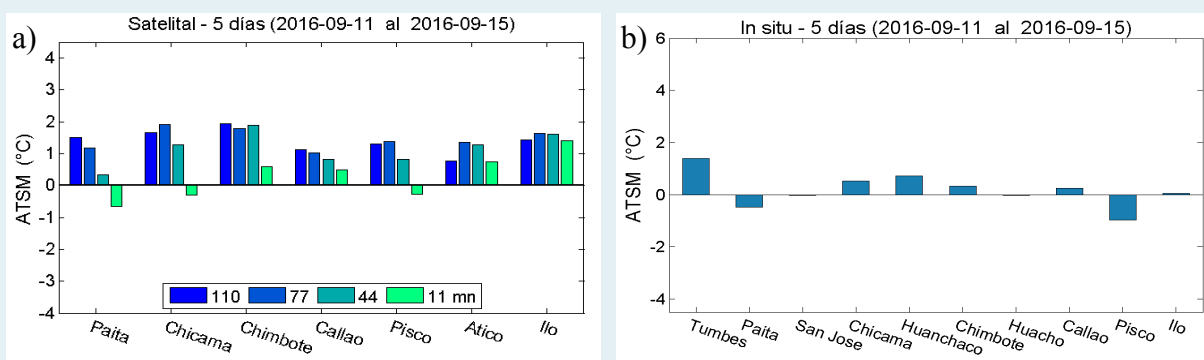 a)
Satelital - 5 días (2016-09-11 al 2016-09-15)
ATSM (°C)
4
3
2
1
0
-1
-2
-3
-4
110 77 44 11 mn
Paita Chicama Chimbote Callao Pisco Atico Ilo
b)
In situ - 5 días (2016-09-11 al 2016-09-15)
ATSM (°C)
6
4
2
0
-2
-4
Tumbes Paita San Jose Chicama Huanchaco Chimbote Huacho Callao Pisco Ilo